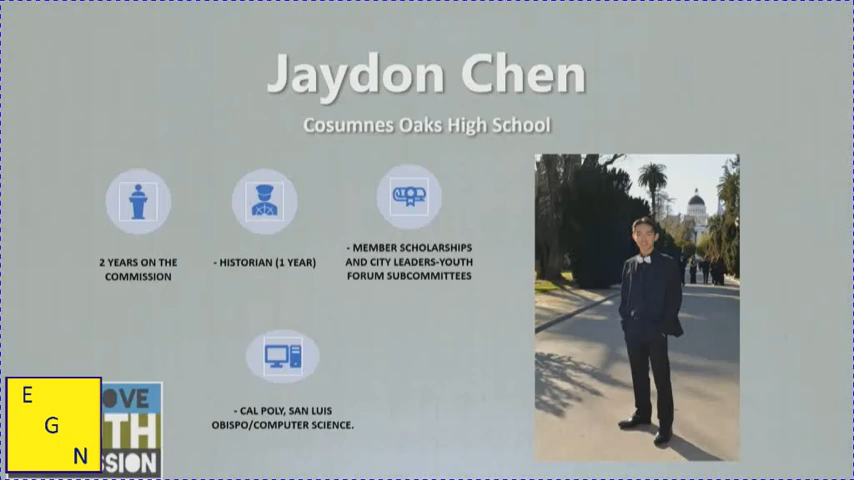 Jaydon Chen
Cosumnes Oaks High School
2 YEARS ON THE
COMMISSION
- HISTORIAN (1 YEAR)
- MEMBER SCHOLARSHIPS
AND CITY LEADERS-YOUTH
FORUM SUBCOMMITTEES
- CAL POLY, SAN LUIS
OBISPO/COMPUTER SCIENCE.
E
G
N
OVE
TH
SSION